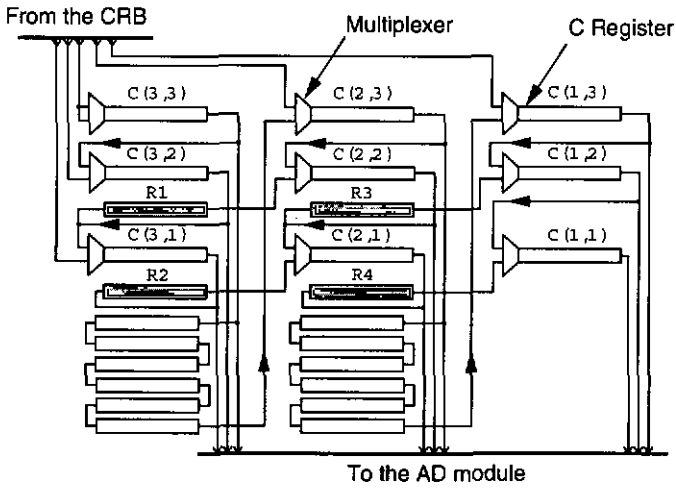 From the CRB
Multiplexer
C Register
C(3,3)
C(2,3)
C(1,3)
C(3,2)
C(2,2)
C(1,2)
R1
R3
C(3,1)
C(2,1)
C(1,1)
R2
R4
To the AD module